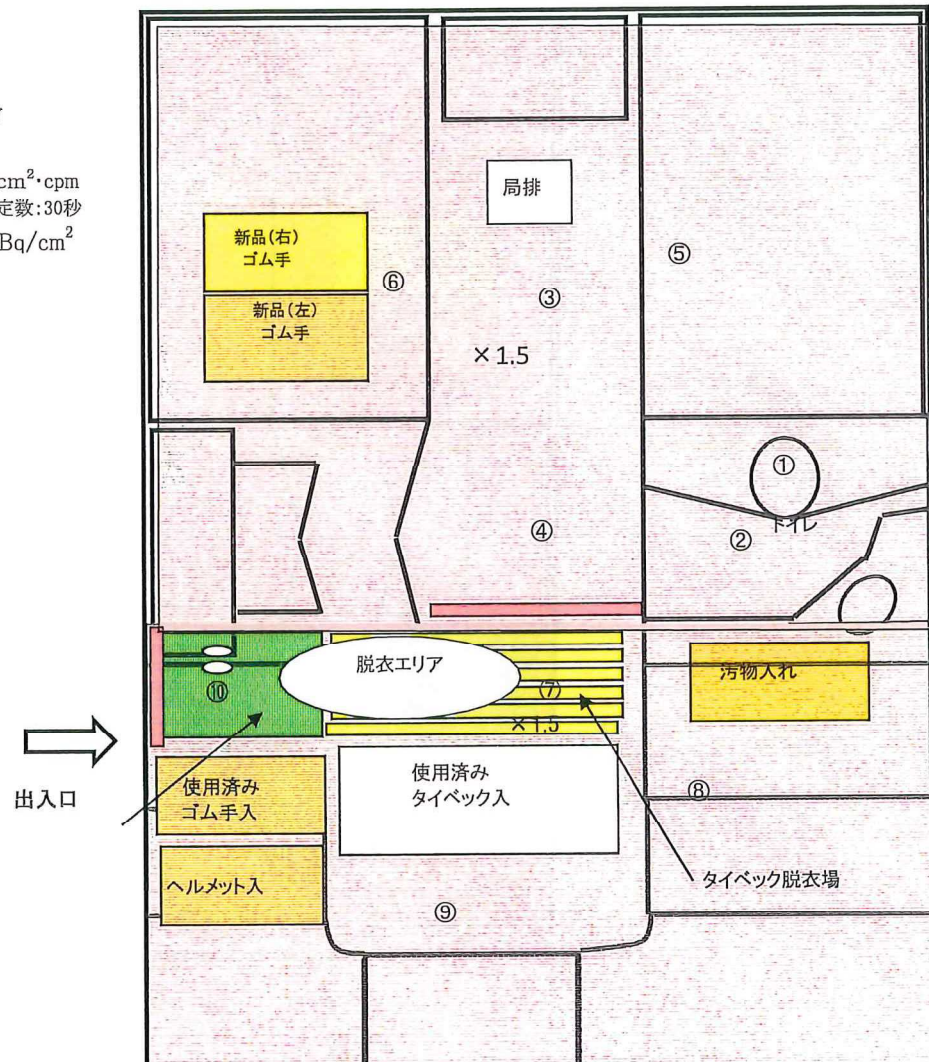 cm²・cpm
定数:30秒
Bq/cm²
局排
新品(右)
ゴム手
新品(左)
ゴム手
⑥
③
⑤
×1.5
①
トイレ
④
②
脱衣エリア
⑦
汚物入れ
⑩
×1.5
出入口
使用済み
ゴム手入
使用済み
タイベック入
⑧
ヘルメット入
タイベック脱衣場
⑨